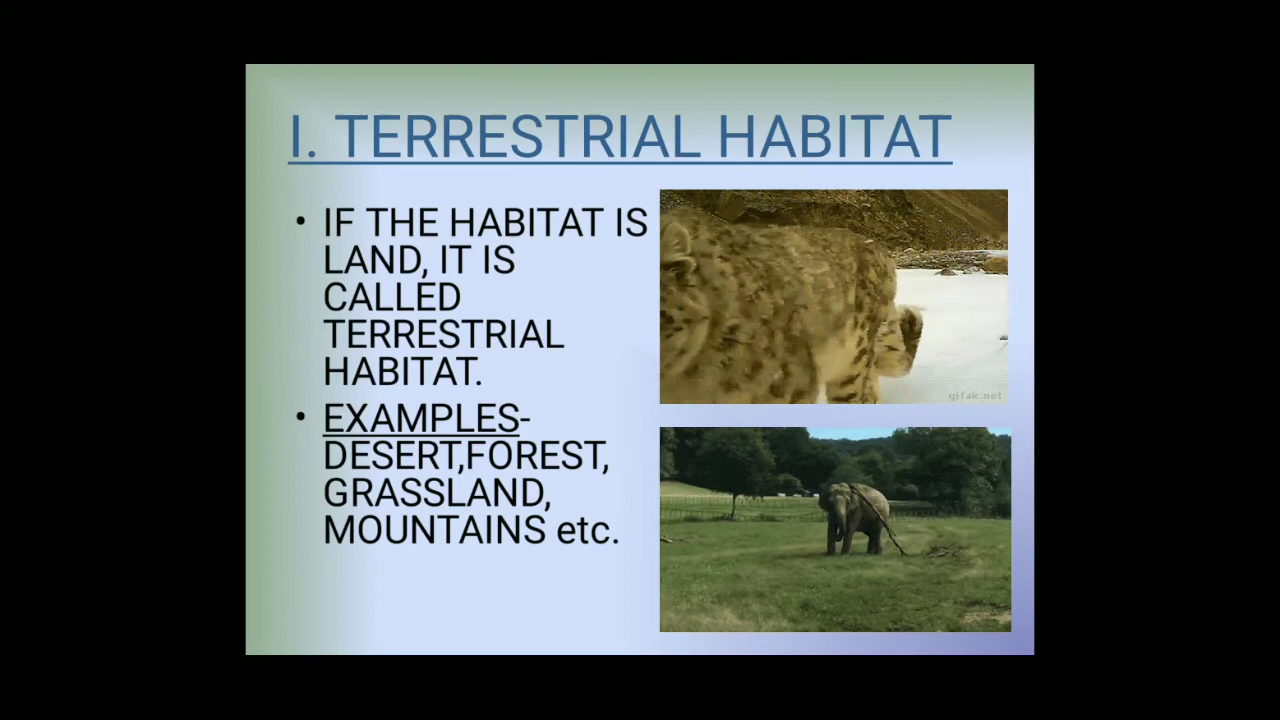 I. TERRESTRIAL HABITAT
• IF THE HABITAT IS
LAND, IT IS
CALLED
TERRESTRIAL
HABITAT.
• EXAMPLES-
DESERT,FOREST,
GRASSLAND,
MOUNTAINS etc.
gifak.net